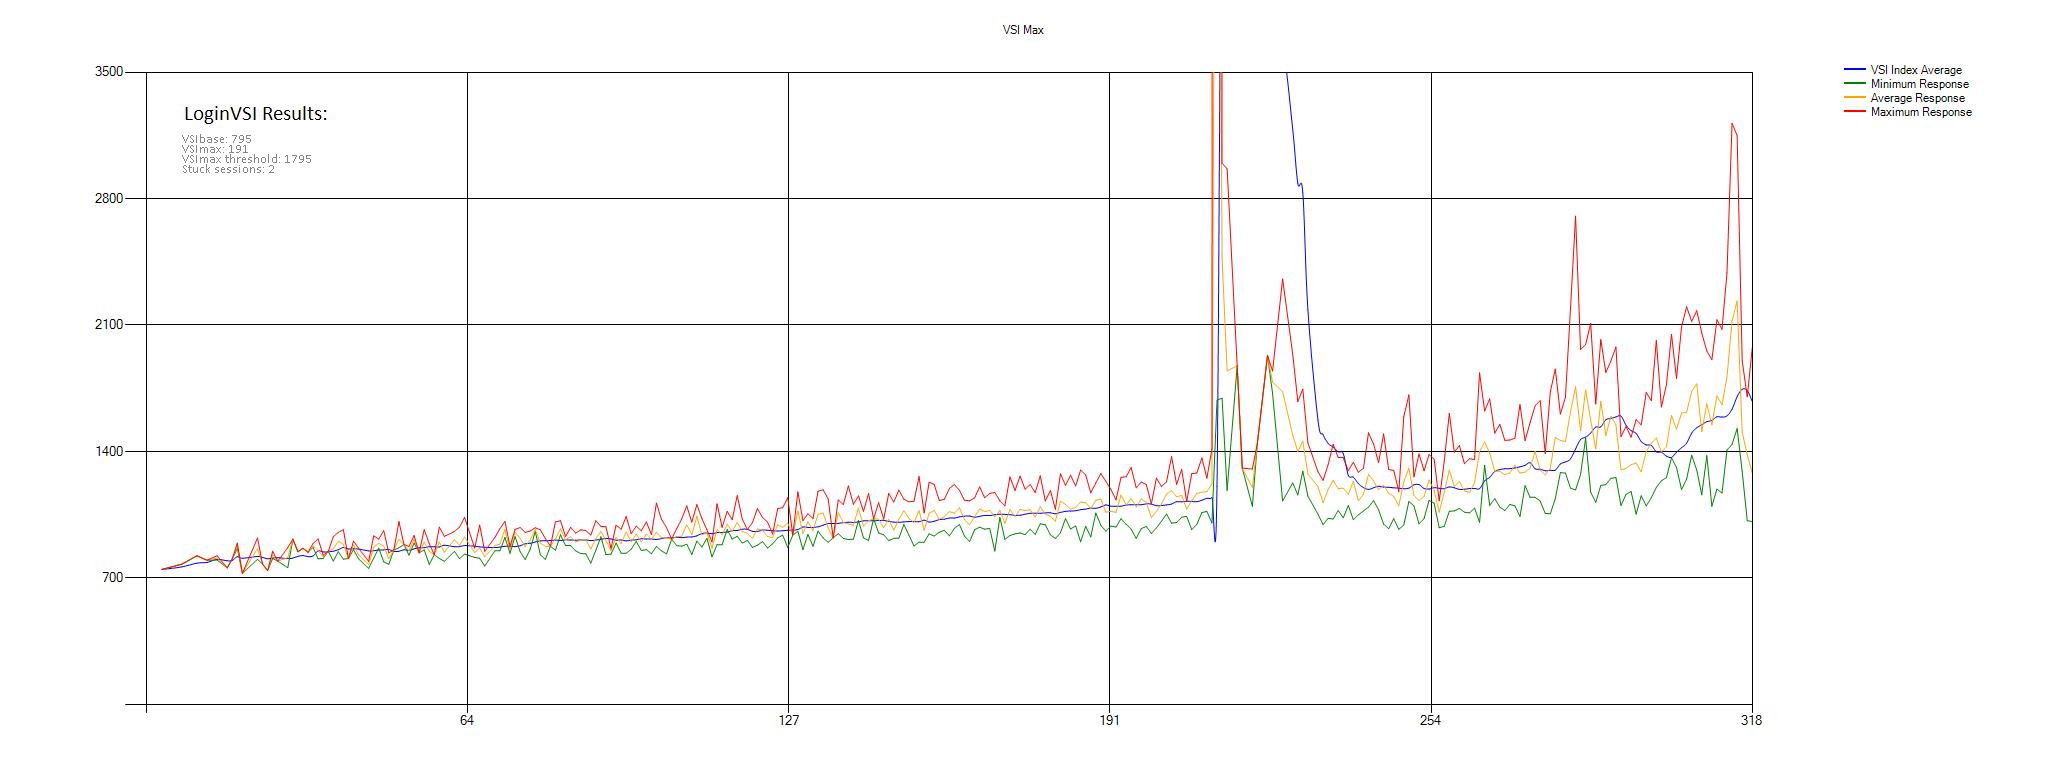 VSI Max
3500
2800
2100
1400
700
LoginVSI Results:
VSIbase: 795
VSImax: 191
VSImax threshold: 1795
Stuck sessions: 2
VSI Index Average
Minimum Response
Average Response
Maximum Response
64
127
191
254
318